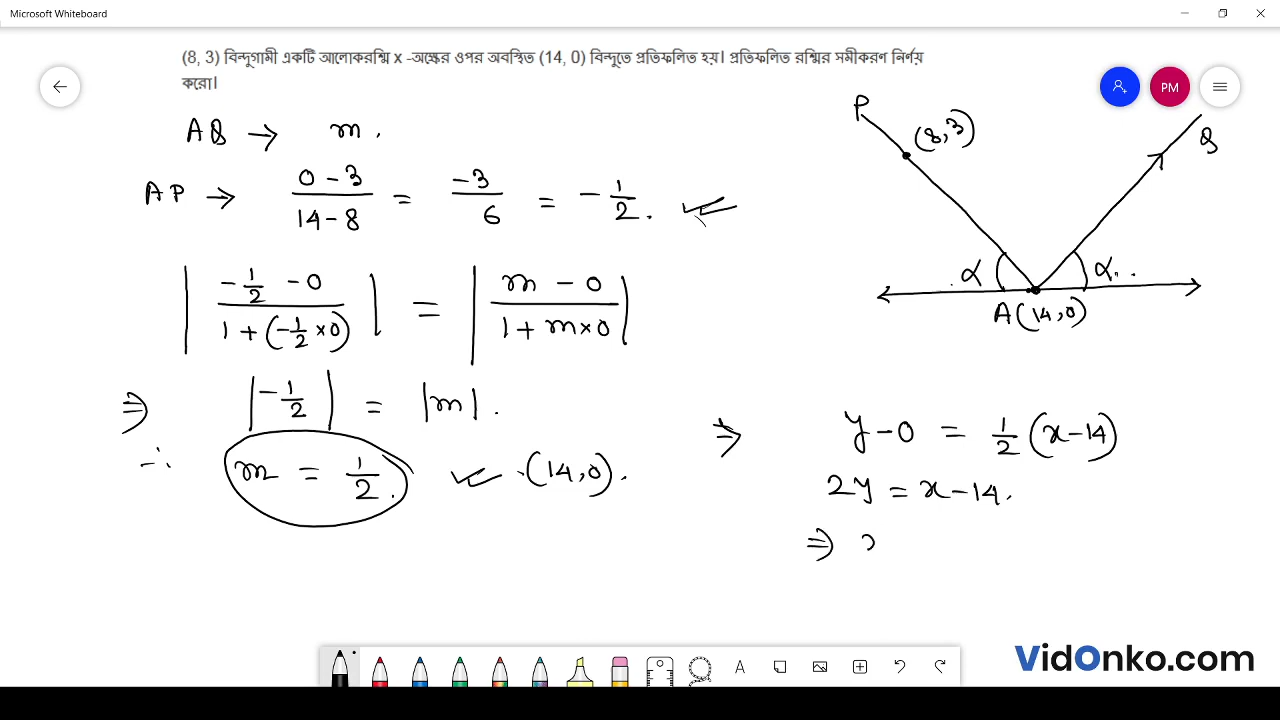 Microsoft Whiteboard
(8, 3) বিন্দুগামী একটি আলোকরশ্মি x -অক্ষের ওপর অবস্থিত (14, 0) বিন্দুতে প্রতিফলিত হয়। প্রতিফলিত রশ্মির সমীকরণ নির্ণয়
করো।
PM
AQ → m.
AP → (0 - 3)/(14 - 8) = -3/6 = -1/2.
|(-1/2 - 0)/(1 + (-1/2 × 0))| = |(m - 0)/(1 + m × 0)|
⇒ |-1/2| = |m|.
∴ m = 1/2. (14,0).
P
(8,3)
Q
α α
A(14,0)
⇒ y - 0 = 1/2 (x - 14)
2y = x - 14.
⇒
A
VidOnko.com